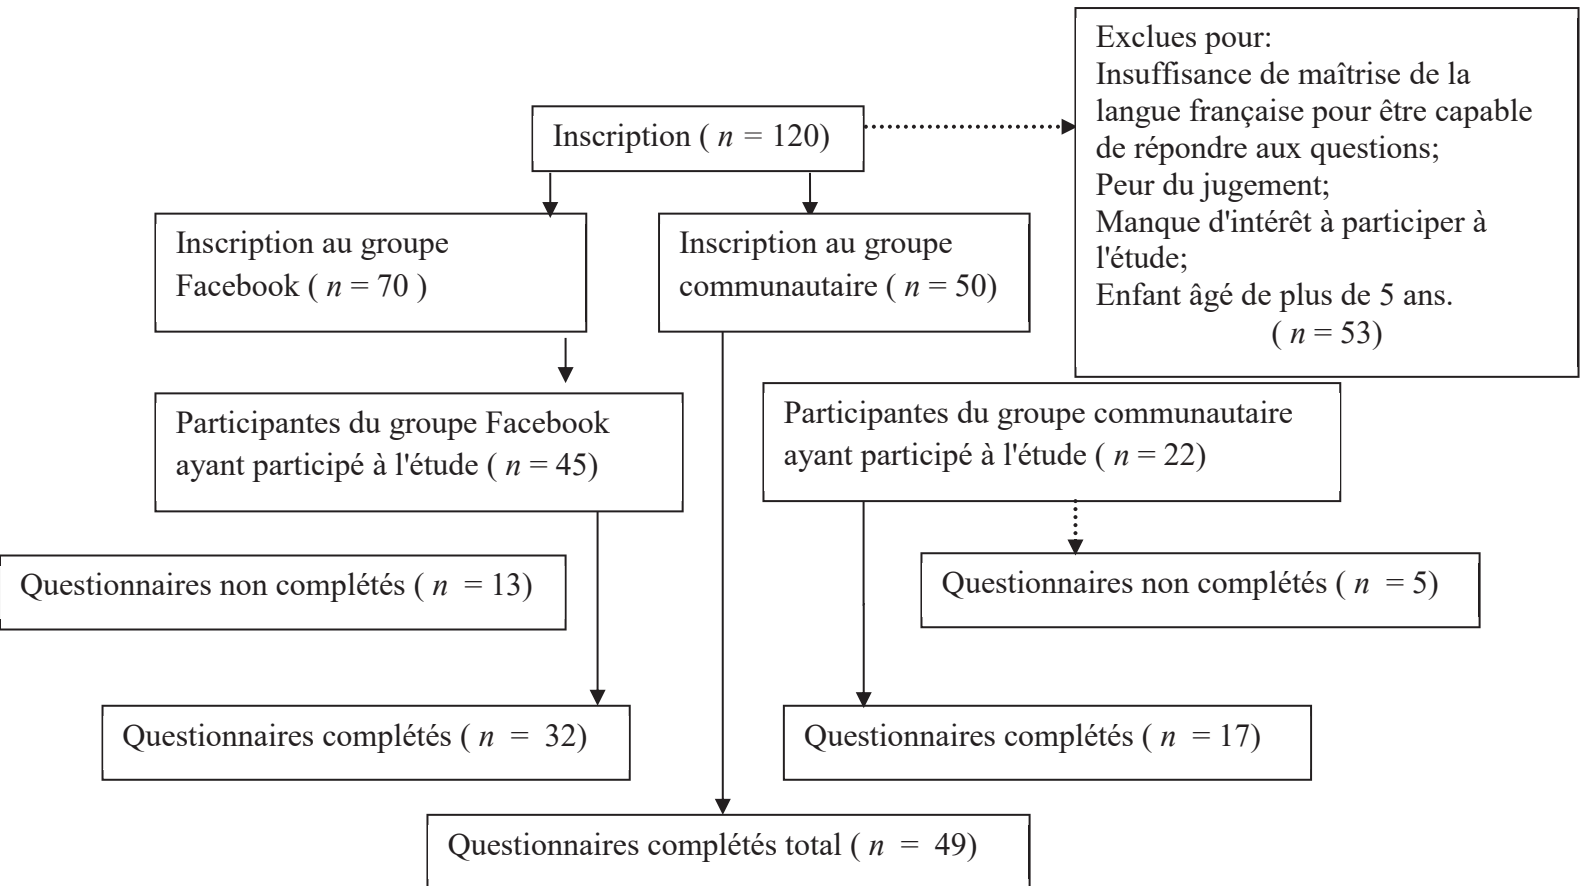 Exclues pour:
Insuffisance de maîtrise de la
langue française pour être capable
de répondre aux questions;
Peur du jugement;
Manque d'intérêt à participer à
l'étude;
Enfant âgé de plus de 5 ans.
( n = 53)
Inscription ( n = 120)
Inscription au groupe
Facebook ( n = 70 )
Inscription au groupe
communautaire ( n = 50)
Participantes du groupe Facebook
ayant participé à l'étude ( n = 45)
Participantes du groupe communautaire
ayant participé à l'étude ( n = 22)
Questionnaires non complétés ( n = 13)
Questionnaires non complétés ( n = 5)
Questionnaires complétés ( n = 32)
Questionnaires complétés ( n = 17)
Questionnaires complétés total ( n = 49)